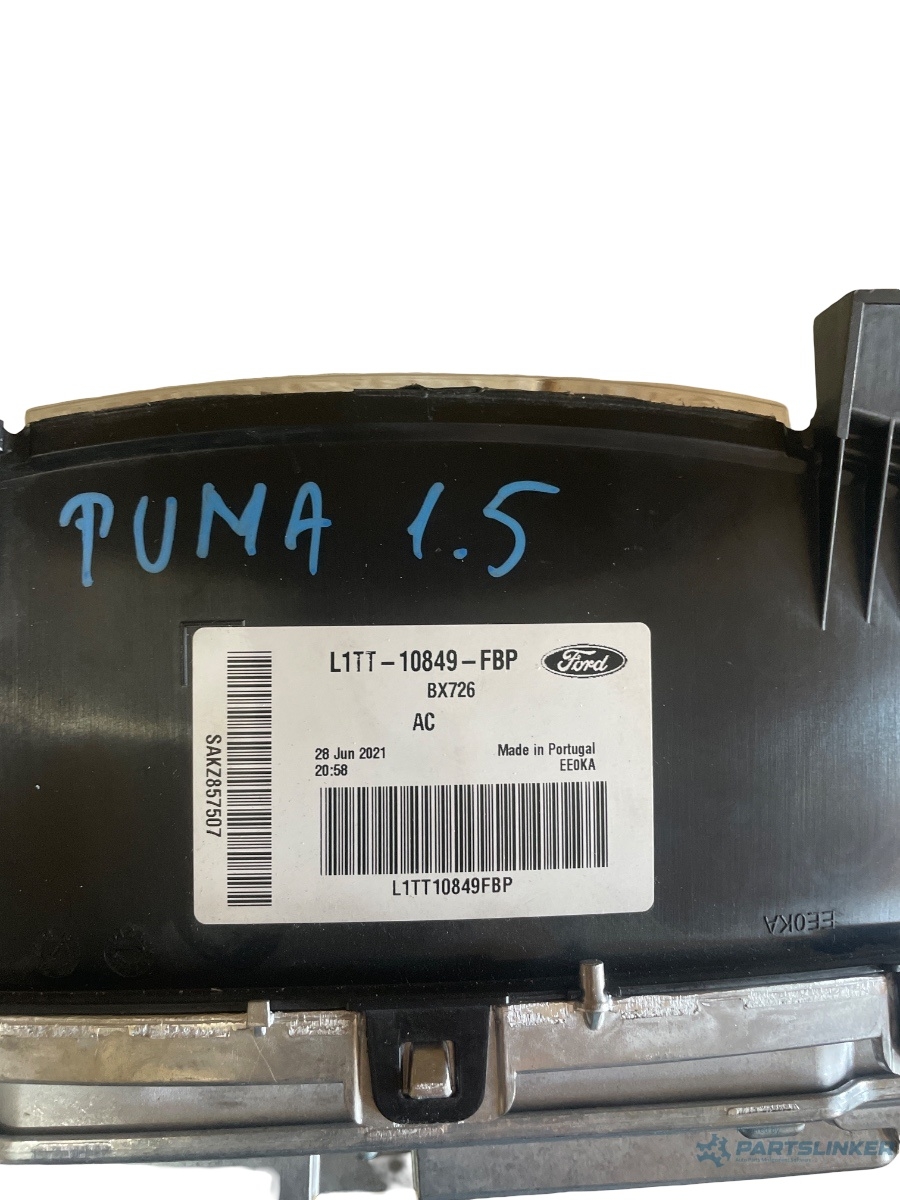 PUMA 1.5
L1TT-10849-FBP
Ford
BX726
AC
28 Jun 2021
20:58
Made in Portugal
EE0KA
SAKZ857507
L1TT10849FBP
EE0KA
PARTSLINKER